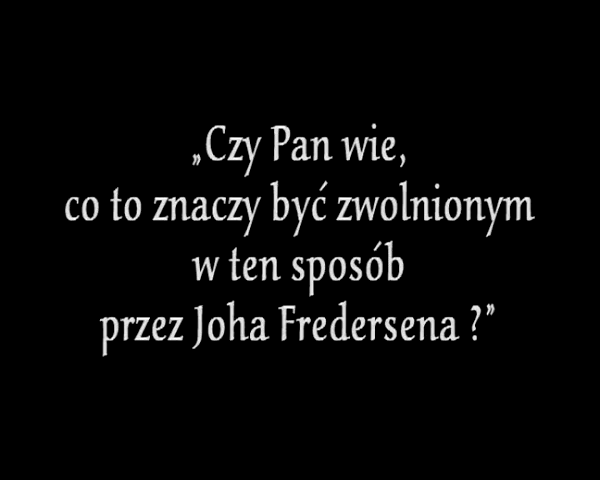 „Czy Pan wie,
co to znaczy być zwolnionym
w ten sposób
przez Joha Fredersena ?”